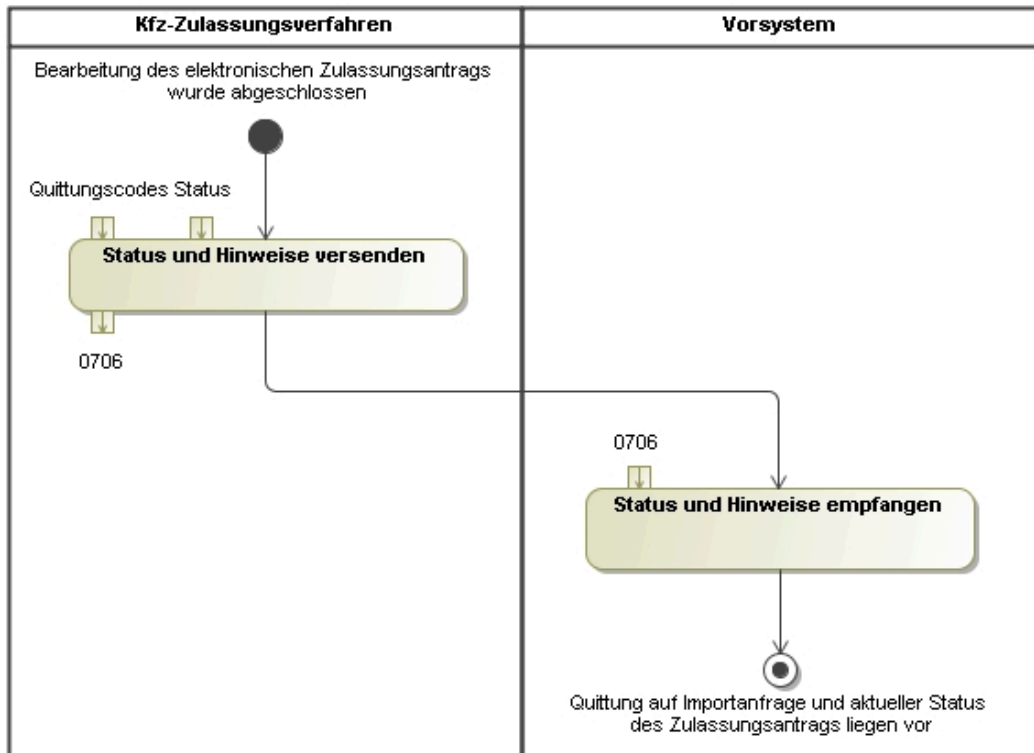 Kfz-Zulassungsverfahren
Vorsystem
Bearbeitung des elektronischen Zulassungsantrags
wurde abgeschlossen
Quittungscodes Status
Status und Hinweise versenden
0706
0706
Status und Hinweise empfangen
Quittung auf Importanfrage und aktueller Status
des Zulassungsantrags liegen vor